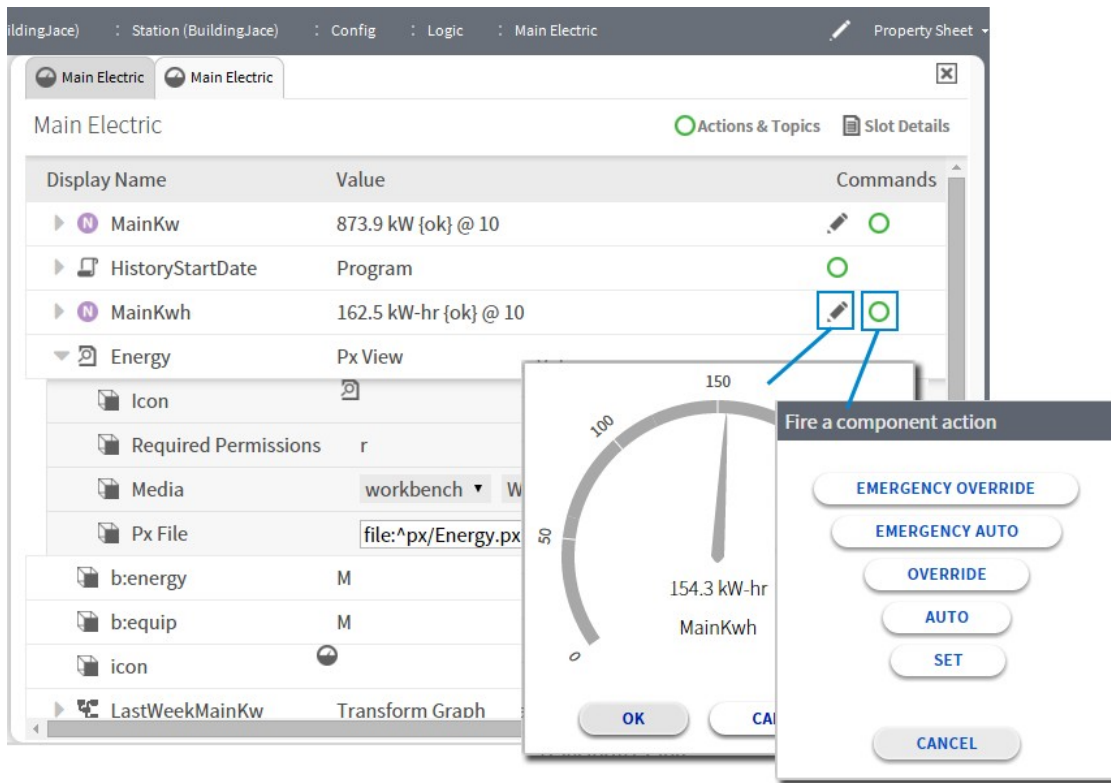 ildingJace) : Station (BuildingJace) : Config : Logic : Main Electric Property Sheet
Main Electric Main Electric
Main Electric Actions & Topics Slot Details
Display Name Value Commands
N MainKw 873.9 kW {ok} @ 10
HistoryStartDate Program
N MainKwh 162.5 kW-hr {ok} @ 10
Energy Px View
Icon
Required Permissions r
Media workbench W
Px File file:^px/Energy.px
b:energy M
b:equip M
icon
LastWeekMainKw Transform Graph
150
100
50
0
154.3 kW-hr
MainKwh
OK CA
Fire a component action
EMERGENCY OVERRIDE
EMERGENCY AUTO
OVERRIDE
AUTO
SET
CANCEL